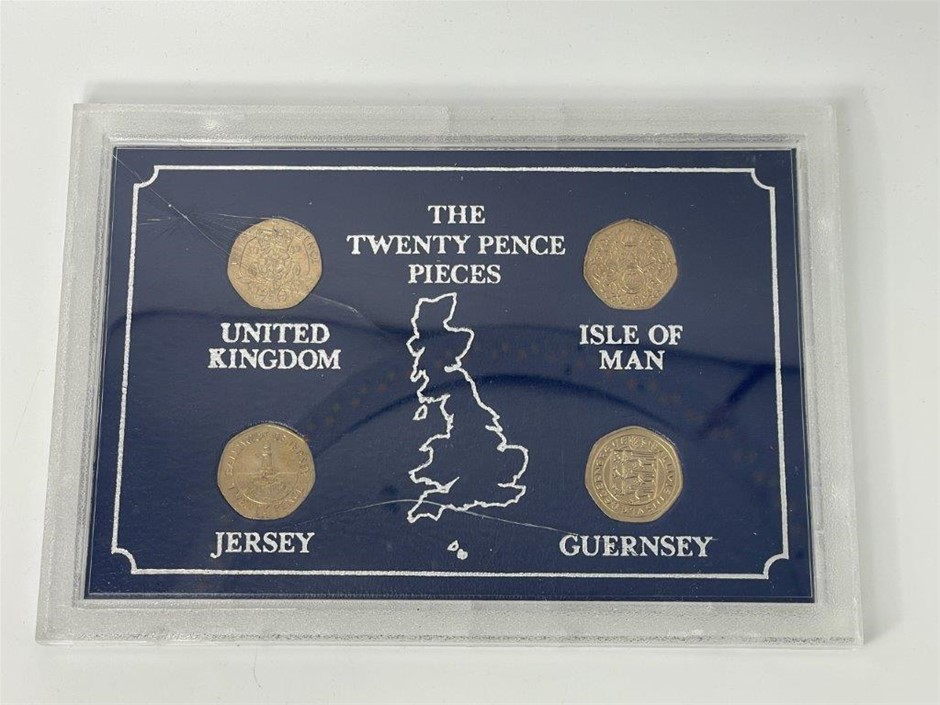 THE
TWENTY PENCE
PIECES
UNITED
KINGDOM
ISLE OF
MAN
JERSEY
GUERNSEY